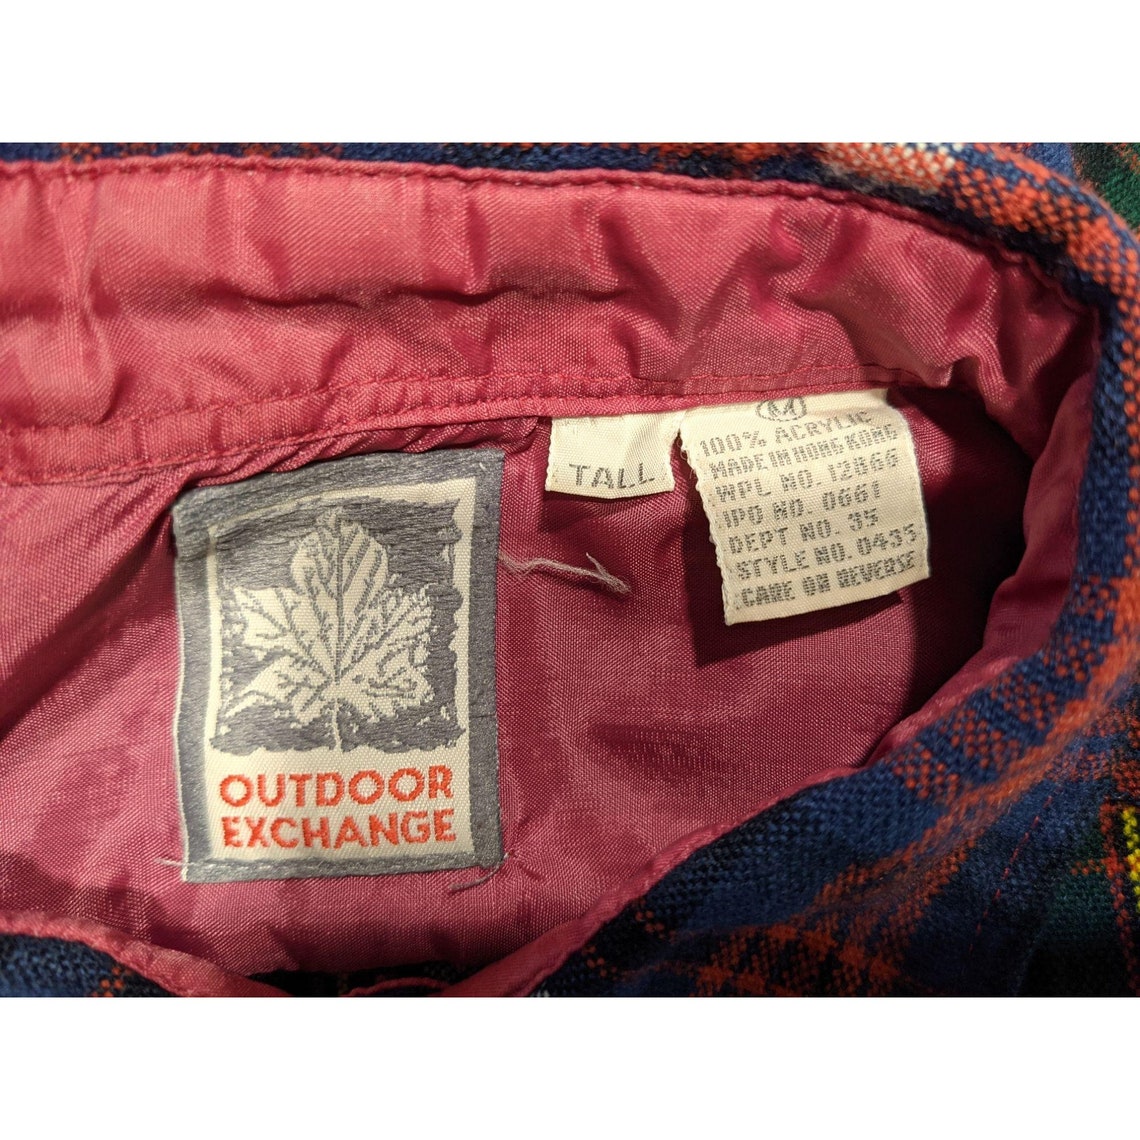 OUTDOOR
EXCHANGE
TALL
M
100% ACRYLIC
MADE IN HONG KONG
WPL NO. 12866
IPO NO. 0661
DEPT NO. 35
STYLE NO. 0435
CARE ON REVERSE